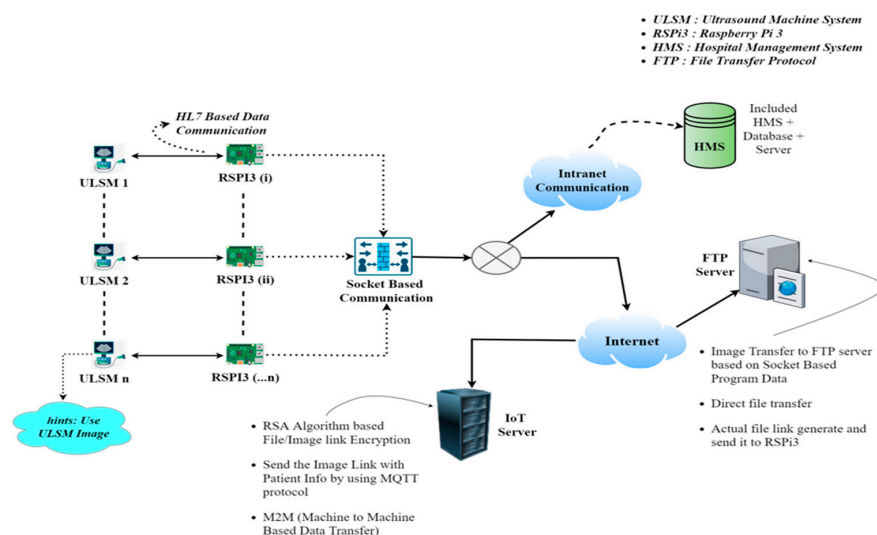 • ULSM : Ultrasound Machine System
• RSPi3 : Raspberry Pi 3
• HMS : Hospital Management System
• FTP : File Transfer Protocol
HL7 Based Data
Communication
ULSM 1
RSPI3 (i)
ULSM 2
RSPI3 (ii)
ULSM n
RSPI3 (...n)
hints: Use
ULSM Image
Socket Based
Communication
Intranet
Communication
HMS
Included
HMS +
Database +
Server
FTP
Server
Internet
IoT
Server
• Image Transfer to FTP server
based on Socket Based
Program Data
• Direct file transfer
• Actual file link generate and
send it to RSPi3
• RSA Algorithm based
File/Image link Encryption
• Send the Image Link with
Patient Info by using MQTT
protocol
• M2M (Machine to Machine
Based Data Transfer)